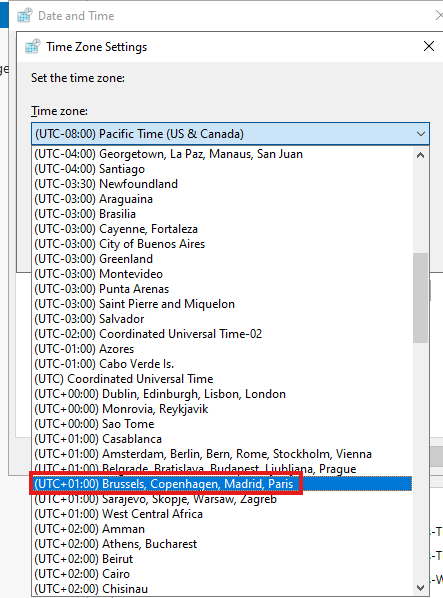 Date and Time
Time Zone Settings
Set the time zone:
Time zone:
(UTC-08:00) Pacific Time (US & Canada)
(UTC-04:00) Georgetown, La Paz, Manaus, San Juan
(UTC-04:00) Santiago
(UTC-03:30) Newfoundland
(UTC-03:00) Araguaina
(UTC-03:00) Brasilia
(UTC-03:00) Cayenne, Fortaleza
(UTC-03:00) City of Buenos Aires
(UTC-03:00) Greenland
(UTC-03:00) Montevideo
(UTC-03:00) Punta Arenas
(UTC-03:00) Saint Pierre and Miquelon
(UTC-03:00) Salvador
(UTC-02:00) Coordinated Universal Time-02
(UTC-01:00) Azores
(UTC-01:00) Cabo Verde Is.
(UTC) Coordinated Universal Time
(UTC+00:00) Dublin, Edinburgh, Lisbon, London
(UTC+00:00) Monrovia, Reykjavik
(UTC+00:00) Sao Tome
(UTC+01:00) Casablanca
(UTC+01:00) Amsterdam, Berlin, Bern, Rome, Stockholm, Vienna
(UTC+01:00) Belgrade, Bratislava, Budapest, Ljubljana, Prague
(UTC+01:00) Brussels, Copenhagen, Madrid, Paris
(UTC+01:00) Sarajevo, Skopje, Warsaw, Zagreb
(UTC+01:00) West Central Africa
(UTC+02:00) Amman
(UTC+02:00) Athens, Bucharest
(UTC+02:00) Beirut
(UTC+02:00) Cairo
(UTC+02:00) Chisinau